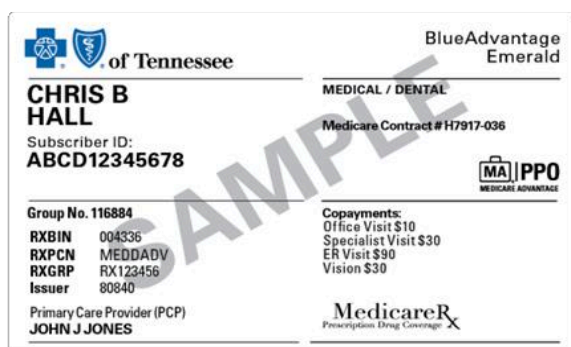 of Tennessee
BlueAdvantage
Emerald
CHRIS B
HALL
Subscriber ID:
ABCD12345678
MEDICAL / DENTAL
Medicare Contract # H7917-036
MA PPO
MEDICARE ADVANTAGE
SAMPLE
Group No. 116884
RXBIN 004336
RXPCN MEDDADV
RXGRP RX123456
Issuer 80840
Primary Care Provider (PCP)
JOHN J JONES
Copayments:
Office Visit $10
Specialist Visit $30
ER Visit $90
Vision $30
MedicareRx
Prescription Drug Coverage